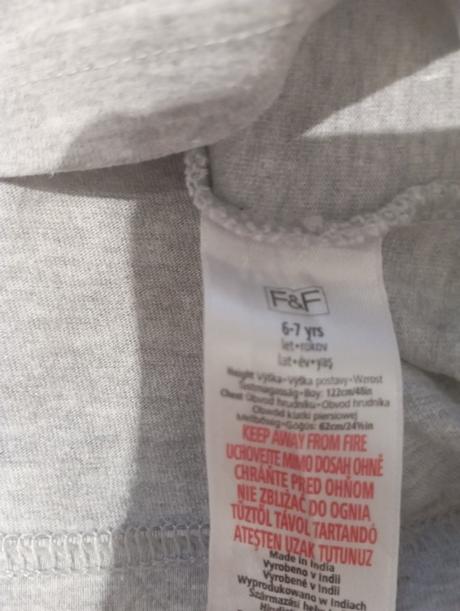 F&F
6-7 yrs
let•rokov
lat•év•yaş
Height Výška•Výška postavy•Wzrost
Testmagasság•Boy: 122cm/48in
Chest Obvod hrudníku•Obvod hrudníka
Obwód klatki piersiowej
Mellbőség•Göğüs: 62cm/24½in
KEEP AWAY FROM FIRE
UCHOVEJTE MIMO DOSAH OHNĚ
CHRÁŇTE PRED OHŇOM
NIE ZBLIŻAĆ DO OGNIA
TŰZTŐL TÁVOL TARTANDÓ
ATEŞTEN UZAK TUTUNUZ
Made in India
Vyrobeno v Indii
Vyrobené v Indii
Wyprodukowano w Indiach
Származási hely: